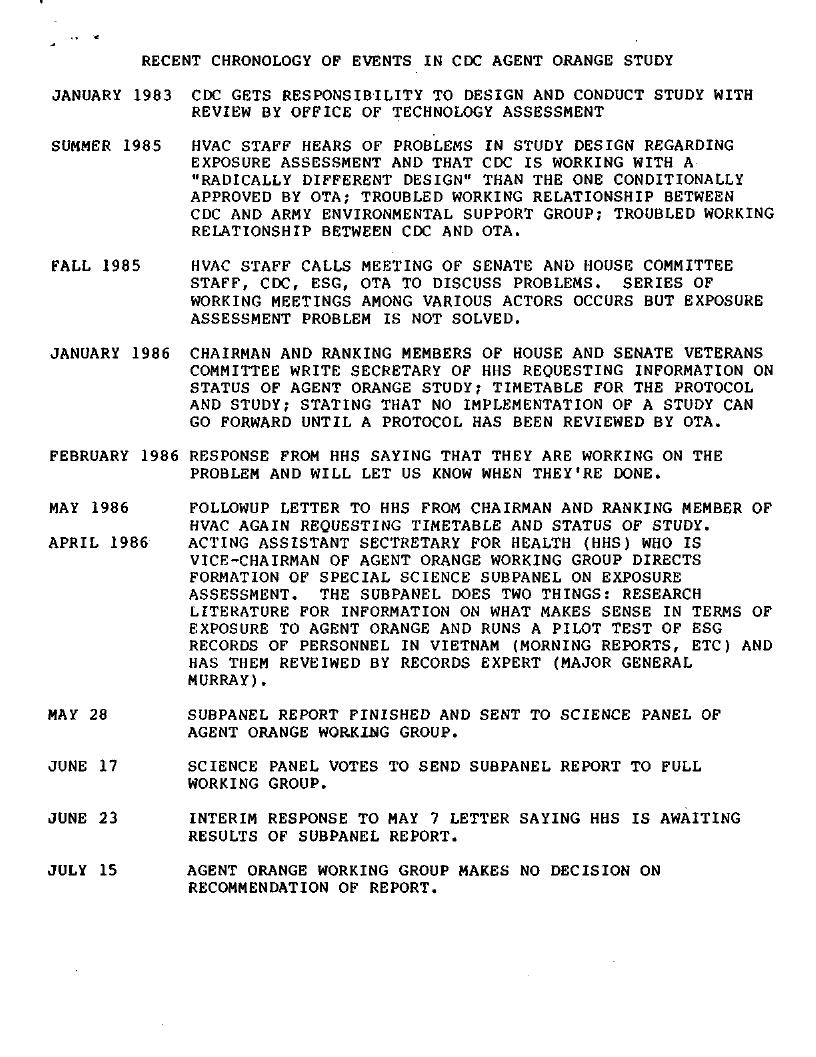 RECENT CHRONOLOGY OF EVENTS IN CDC AGENT ORANGE STUDY
JANUARY 1983 CDC GETS RESPONSIBILITY TO DESIGN AND CONDUCT STUDY WITH
REVIEW BY OFFICE OF TECHNOLOGY ASSESSMENT
SUMMER 1985 HVAC STAFF HEARS OF PROBLEMS IN STUDY DESIGN REGARDING
EXPOSURE ASSESSMENT AND THAT CDC IS WORKING WITH A
"RADICALLY DIFFERENT DESIGN" THAN THE ONE CONDITIONALLY
APPROVED BY OTA; TROUBLED WORKING RELATIONSHIP BETWEEN
CDC AND ARMY ENVIRONMENTAL SUPPORT GROUP; TROUBLED WORKING
RELATIONSHIP BETWEEN CDC AND OTA.
FALL 1985 HVAC STAFF CALLS MEETING OF SENATE AND HOUSE COMMITTEE
STAFF, CDC, ESG, OTA TO DISCUSS PROBLEMS. SERIES OF
WORKING MEETINGS AMONG VARIOUS ACTORS OCCURS BUT EXPOSURE
ASSESSMENT PROBLEM IS NOT SOLVED.
JANUARY 1986 CHAIRMAN AND RANKING MEMBERS OF HOUSE AND SENATE VETERANS
COMMITTEE WRITE SECRETARY OF HHS REQUESTING INFORMATION ON
STATUS OF AGENT ORANGE STUDY; TIMETABLE FOR THE PROTOCOL
AND STUDY; STATING THAT NO IMPLEMENTATION OF A STUDY CAN
GO FORWARD UNTIL A PROTOCOL HAS BEEN REVIEWED BY OTA.
FEBRUARY 1986 RESPONSE FROM HHS SAYING THAT THEY ARE WORKING ON THE
PROBLEM AND WILL LET US KNOW WHEN THEY'RE DONE.
MAY 1986 FOLLOWUP LETTER TO HHS FROM CHAIRMAN AND RANKING MEMBER OF
HVAC AGAIN REQUESTING TIMETABLE AND STATUS OF STUDY.
APRIL 1986 ACTING ASSISTANT SECTRETARY FOR HEALTH (HHS) WHO IS
VICE-CHAIRMAN OF AGENT ORANGE WORKING GROUP DIRECTS
FORMATION OF SPECIAL SCIENCE SUBPANEL ON EXPOSURE
ASSESSMENT. THE SUBPANEL DOES TWO THINGS: RESEARCH
LITERATURE FOR INFORMATION ON WHAT MAKES SENSE IN TERMS OF
EXPOSURE TO AGENT ORANGE AND RUNS A PILOT TEST OF ESG
RECORDS OF PERSONNEL IN VIETNAM (MORNING REPORTS, ETC) AND
HAS THEM REVEIWED BY RECORDS EXPERT (MAJOR GENERAL
MURRAY).
MAY 28 SUBPANEL REPORT FINISHED AND SENT TO SCIENCE PANEL OF
AGENT ORANGE WORKING GROUP.
JUNE 17 SCIENCE PANEL VOTES TO SEND SUBPANEL REPORT TO FULL
WORKING GROUP.
JUNE 23 INTERIM RESPONSE TO MAY 7 LETTER SAYING HHS IS AWAITING
RESULTS OF SUBPANEL REPORT.
JULY 15 AGENT ORANGE WORKING GROUP MAKES NO DECISION ON
RECOMMENDATION OF REPORT.